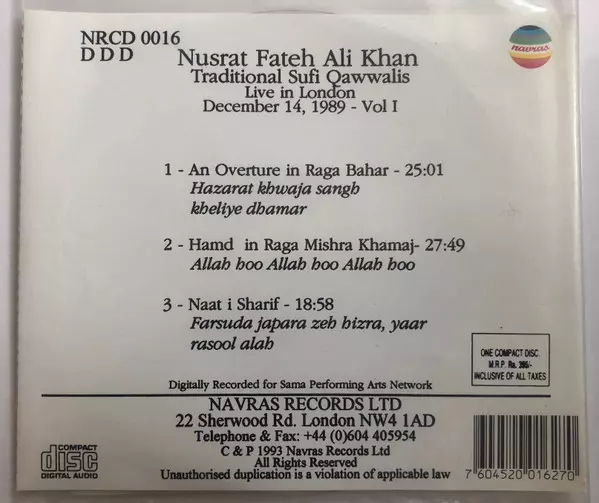 NRCD 0016
D D D
navras
Nusrat Fateh Ali Khan
Traditional Sufi Qawwalis
Live in London
December 14, 1989 - Vol I
1 - An Overture in Raga Bahar - 25:01
Hazarat khwaja sangh
kheliye dhamar
2 - Hamd in Raga Mishra Khamaj- 27:49
Allah hoo Allah hoo Allah hoo
3 - Naat i Sharif - 18:58
Farsuda japara zeh hizra, yaar
rasool alah
ONE COMPACT DISC.
M.R.P. Rs. 395/-
INCLUSIVE OF ALL TAXES
Digitally Recorded for Sama Performing Arts Network
NAVRAS RECORDS LTD
22 Sherwood Rd. London NW4 1AD
Telephone & Fax: +44 (0)604 405954
C & P 1993 Navras Records Ltd
All Rights Reserved
Unauthorised duplication is a violation of applicable law
COMPACT
disc
DIGITAL AUDIO
7 604520 016270